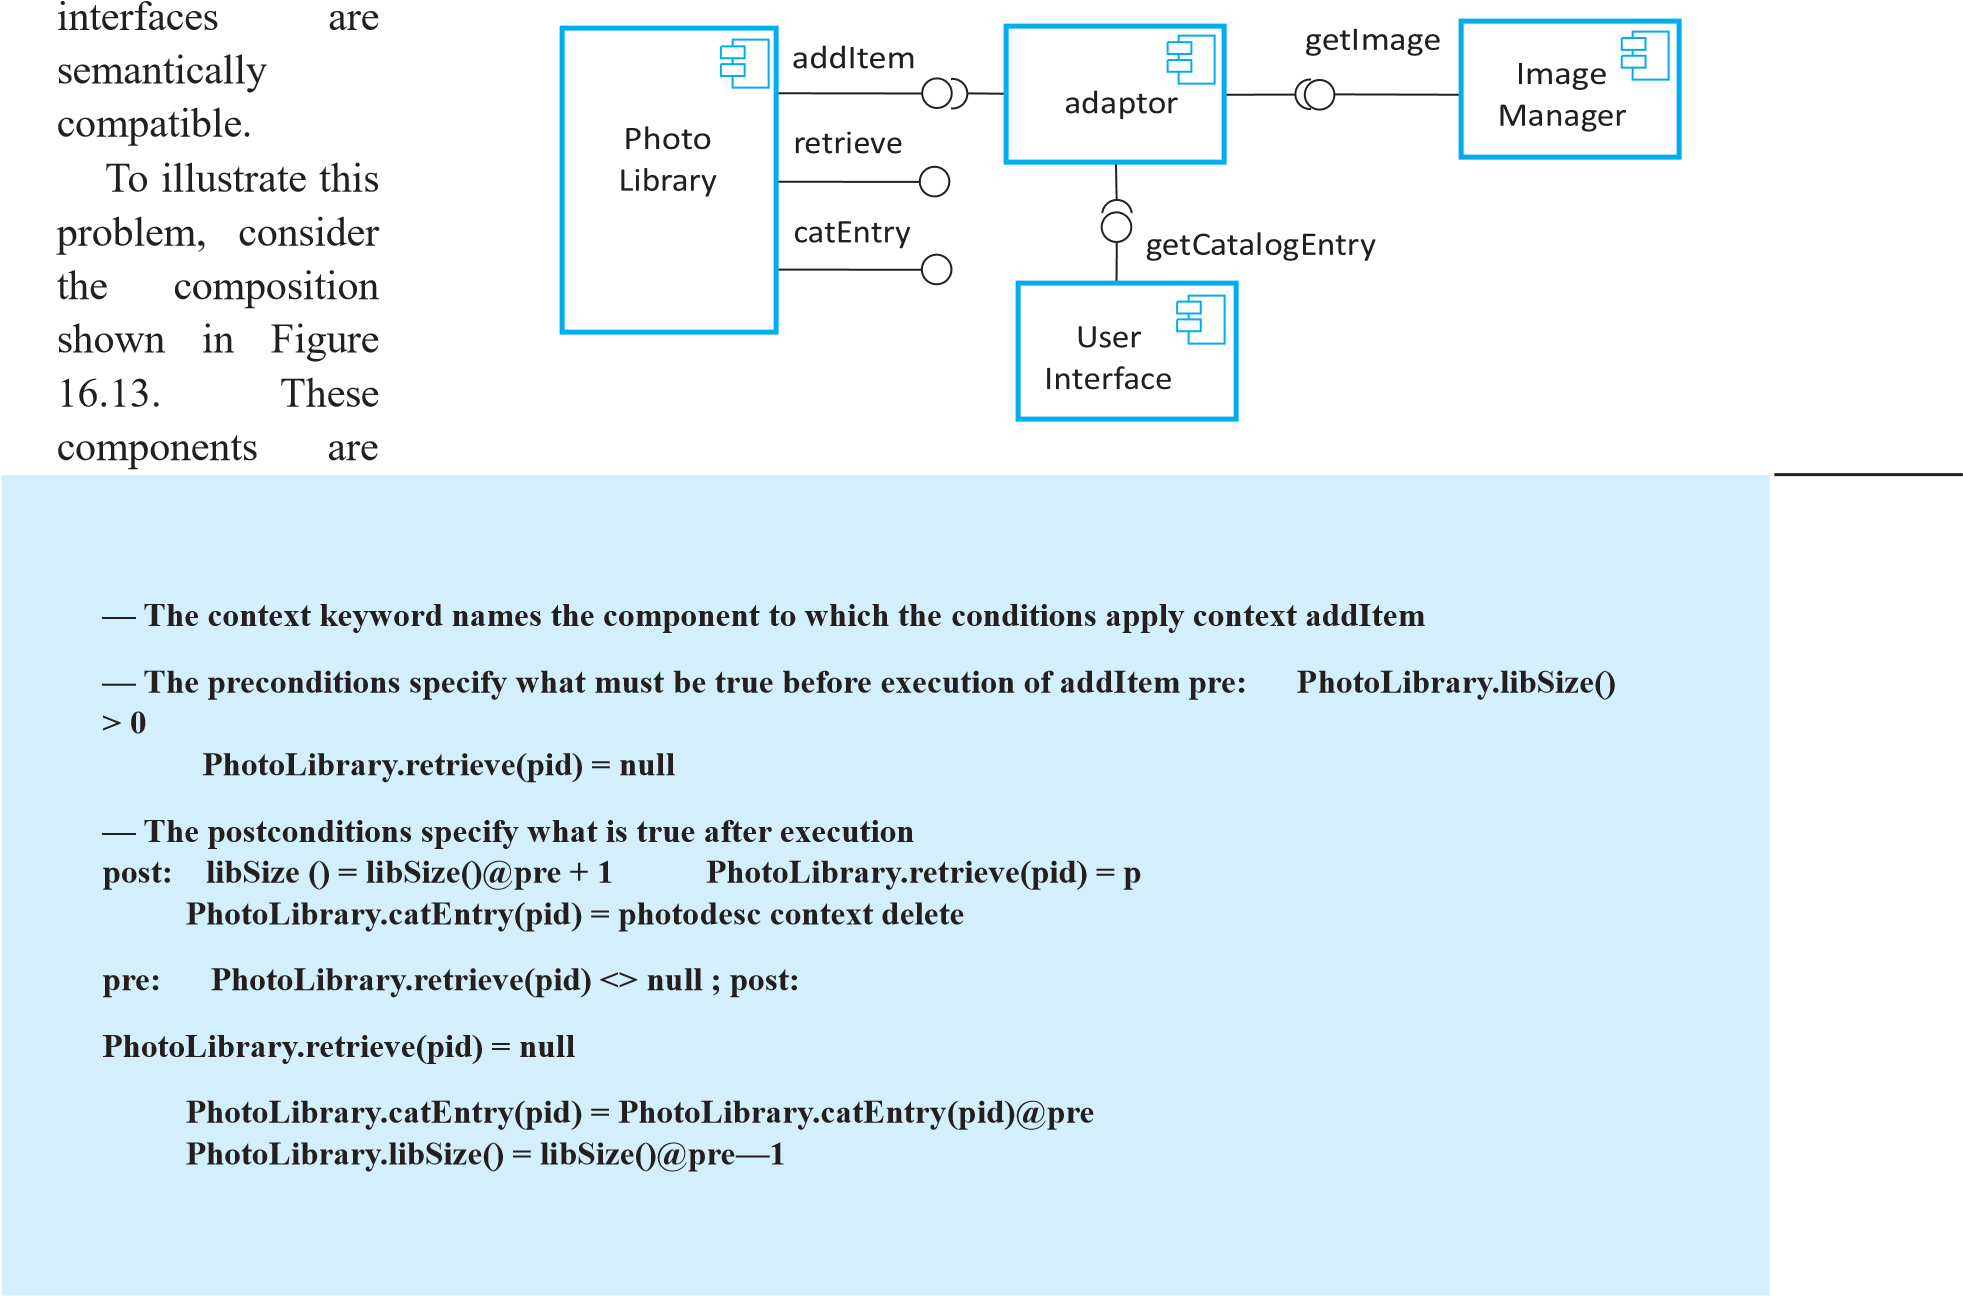 interfaces are
semantically
compatible.
To illustrate this
problem, consider
the composition
shown in Figure
16.13. These
components are
addItem
retrieve
catEntry
Photo
Library
adaptor
getImage
Image
Manager
getCatalogEntry
User
Interface
— The context keyword names the component to which the conditions apply context addItem
— The preconditions specify what must be true before execution of addItem pre: PhotoLibrary.libSize()
> 0
PhotoLibrary.retrieve(pid) = null
— The postconditions specify what is true after execution
post: libSize () = libSize()@pre + 1 PhotoLibrary.retrieve(pid) = p
PhotoLibrary.catEntry(pid) = photodesc context delete
pre: PhotoLibrary.retrieve(pid) <> null ; post:
PhotoLibrary.retrieve(pid) = null
PhotoLibrary.catEntry(pid) = PhotoLibrary.catEntry(pid)@pre
PhotoLibrary.libSize() = libSize()@pre—1